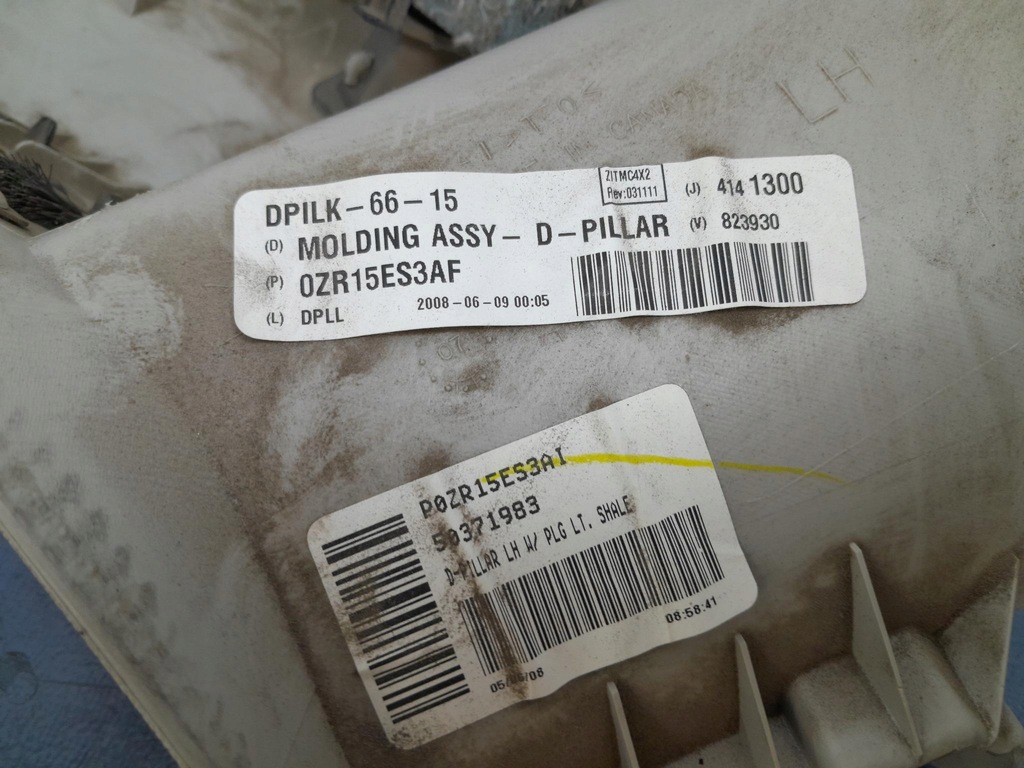 LH
DPILK-66-15
ZITMC4X2
Rev:031111
(J) 414 1300
(D) MOLDING ASSY- D-PILLAR
(V) 823930
(P) 0ZR15ES3AF
2008-06-09 00:05
(L) DPLL
P0ZR15ES3AI
50371983
D-PILLAR LH W/ PLG LT. SHALE
08:58:41